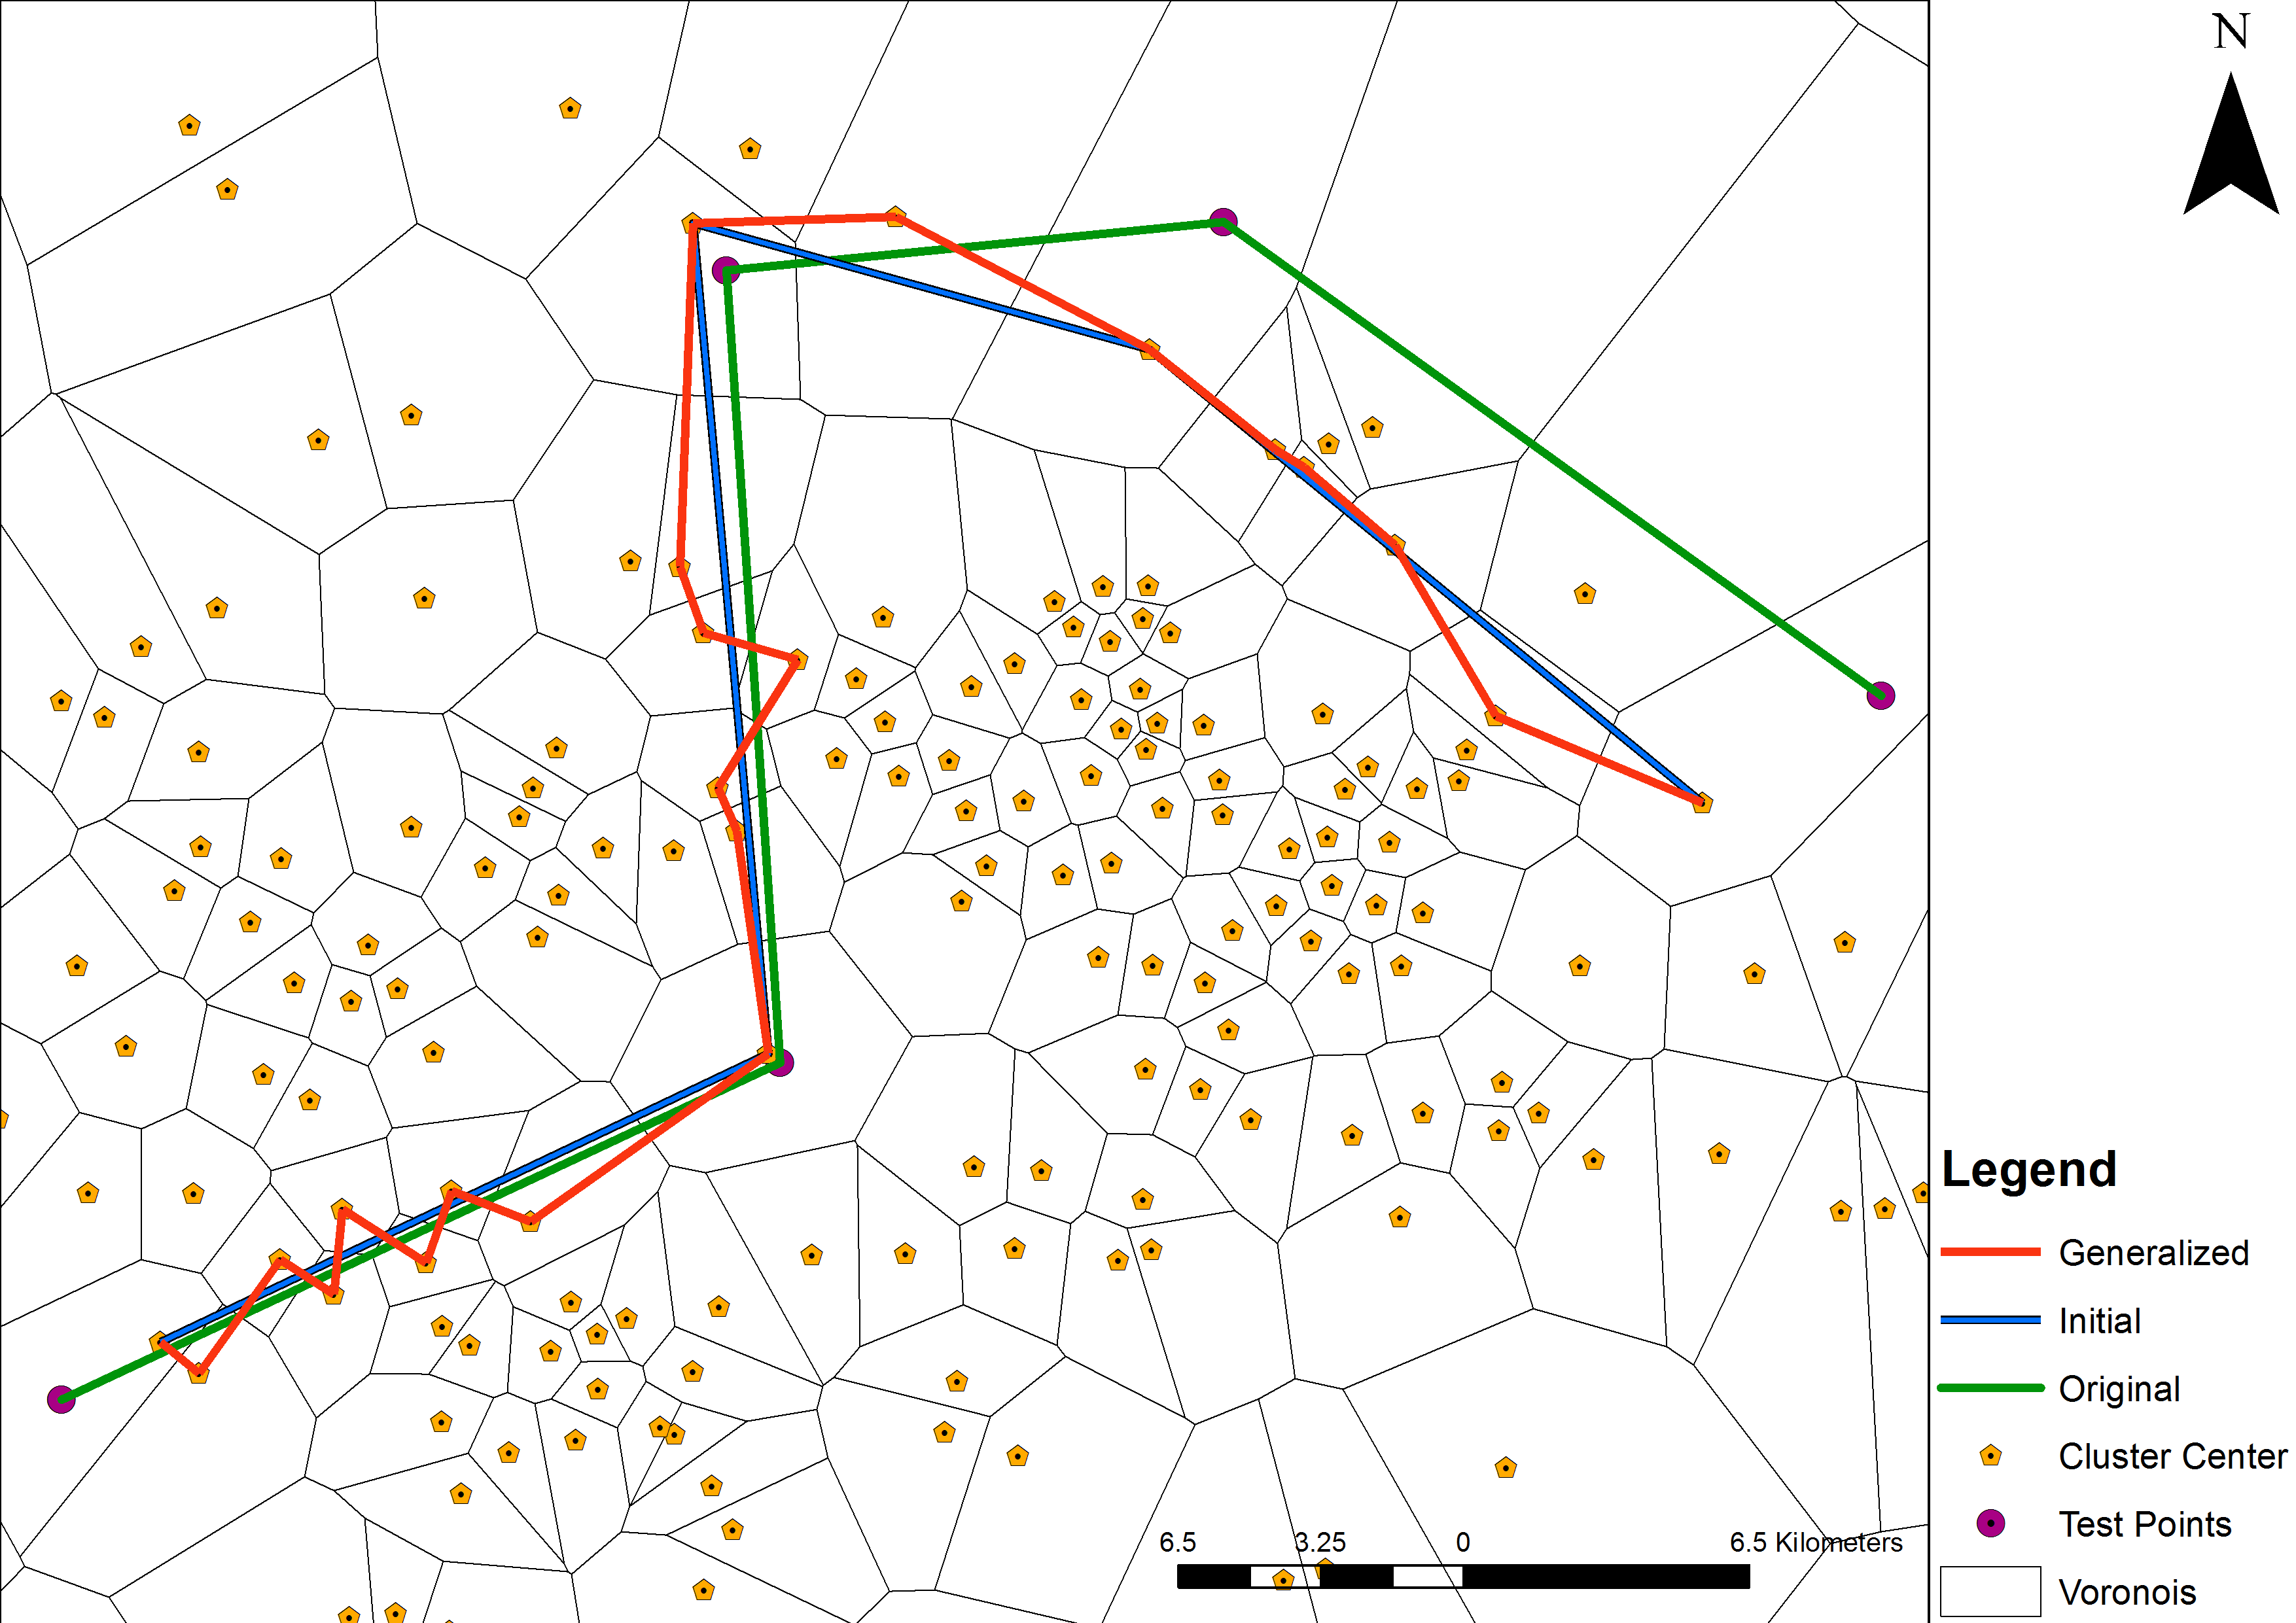 N
Legend
Generalized
Initial
Original
Cluster Center
Test Points
Voronois
6.5 3.25 0 6.5 Kilometers